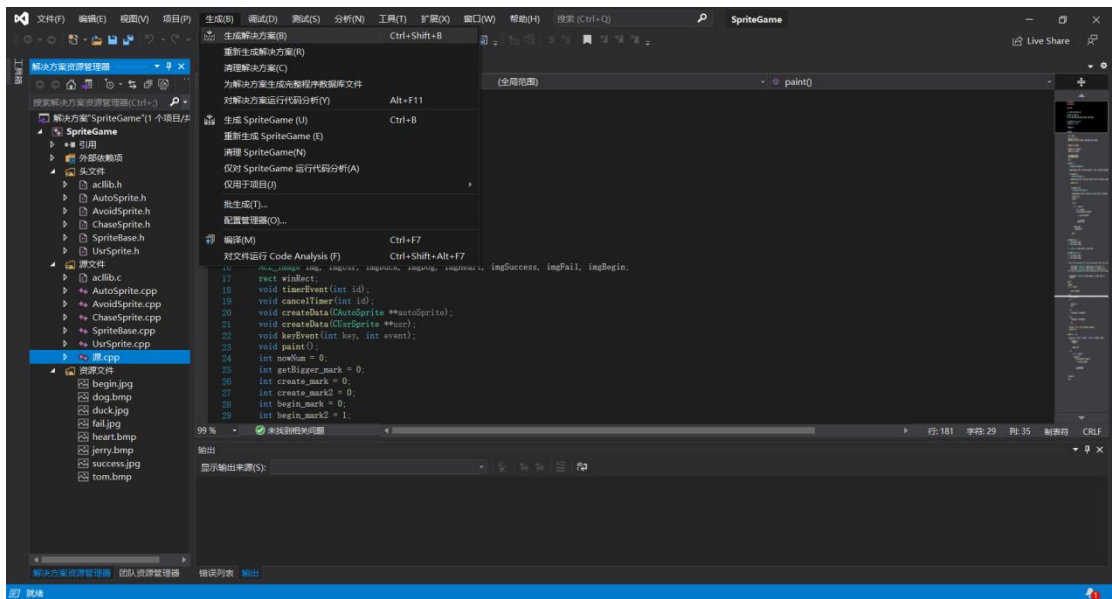 文件(F) 编辑(E) 视图(V) 项目(P) 生成(B) 调试(D) 测试(S) 分析(N) 工具(T) 扩展(X) 窗口(W) 帮助(H) 搜索 (Ctrl+Q) SpriteGame
Live Share
工具箱
解决方案资源管理器
搜索解决方案资源管理器(Ctrl+;)
解决方案"SpriteGame"(1 个项目/共
SpriteGame
引用
外部依赖项
头文件
acllib.h
AutoSprite.h
AvoidSprite.h
ChaseSprite.h
SpriteBase.h
UsrSprite.h
源文件
acllib.c
AutoSprite.cpp
AvoidSprite.cpp
ChaseSprite.cpp
SpriteBase.cpp
UsrSprite.cpp
源.cpp
资源文件
begin.jpg
dog.bmp
duck.jpg
fail.jpg
heart.bmp
jerry.bmp
success.jpg
tom.bmp
解决方案资源管理器 团队资源管理器
生成解决方案(B) Ctrl+Shift+B
重新生成解决方案(R)
清理解决方案(C)
为解决方案生成完整程序数据库文件
对解决方案运行代码分析(Y) Alt+F11
生成 SpriteGame (U) Ctrl+B
重新生成 SpriteGame (E)
清理 SpriteGame(N)
仅对 SpriteGame 运行代码分析(A)
仅用于项目(J)
批生成(T)...
配置管理器(O)...
编译(M) Ctrl+F7
对文件运行 Code Analysis (F) Ctrl+Shift+Alt+F7
(全局范围) paint()
16 ACL_Image img, imgUsr, imgDuck, imgDog, imgHeart, imgSuccess, imgFail, imgBegin;
17 rect winRect;
18 void timerEvent(int id);
19 void cancelTimer(int id);
20 void createData(CAutoSprite **autoSprite);
21 void createData(CUsrSprite **usr);
22 void keyEvent(int key, int event);
23 void paint();
24 int nowNum = 0;
25 int getBigger_mark = 0;
26 int create_mark = 0;
27 int create_mark2 = 0;
28 int begin_mark = 0;
29 int begin_mark2 = 1;
99 % 未找到相关问题 行: 181 字符: 29 列: 35 制表符 CRLF
输出
显示输出来源(S):
错误列表 输出
就绪 1